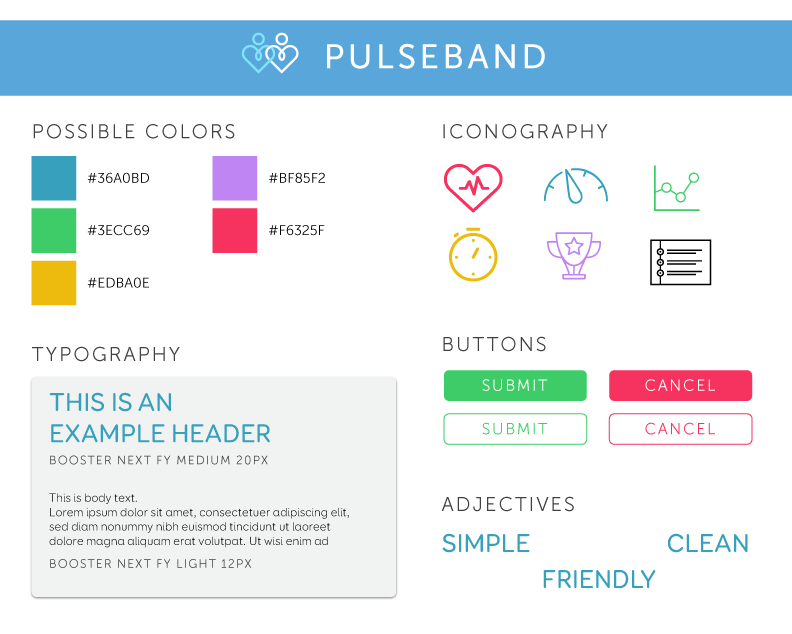 PULSEBAND
POSSIBLE COLORS
#36A0BD
#BF85F2
#3ECC69
#F6325F
#EDBA0E
TYPOGRAPHY
THIS IS AN
EXAMPLE HEADER
BOOSTER NEXT FY MEDIUM 20PX
This is body text.
Lorem ipsum dolor sit amet, consectetuer adipiscing elit,
sed diam nonummy nibh euismod tincidunt ut laoreet
dolore magna aliquam erat volutpat. Ut wisi enim ad
BOOSTER NEXT FY LIGHT 12PX
ICONOGRAPHY
BUTTONS
SUBMIT
CANCEL
SUBMIT
CANCEL
ADJECTIVES
SIMPLE
CLEAN
FRIENDLY